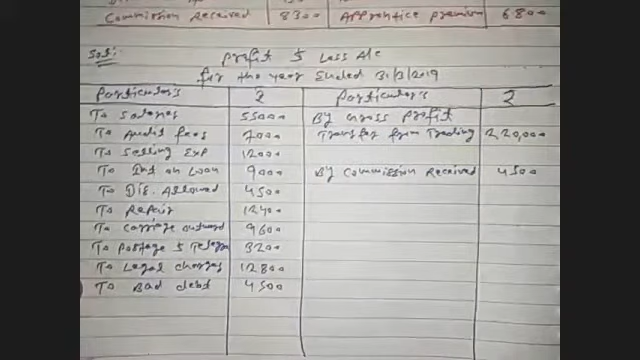 Commission Received 8300 Apprentice premium 6800
Sol:
Profit & Loss A/c
for the year Ended 31/3/2019
Particular's ₹ Particular's ₹
To Salaries 55000 By Gross Profit
To Audit fees 7000 Transfer from Trading 2,20,000
To Selling Exp 12000
To Int on Loan 9000 By Commission Received 4500
To Dis. Allowed 4500
To Repair 12400
To Carriage outward 9600
To Postage & Telegram 3200
To Legal charges 12800
To Bad debt 4500